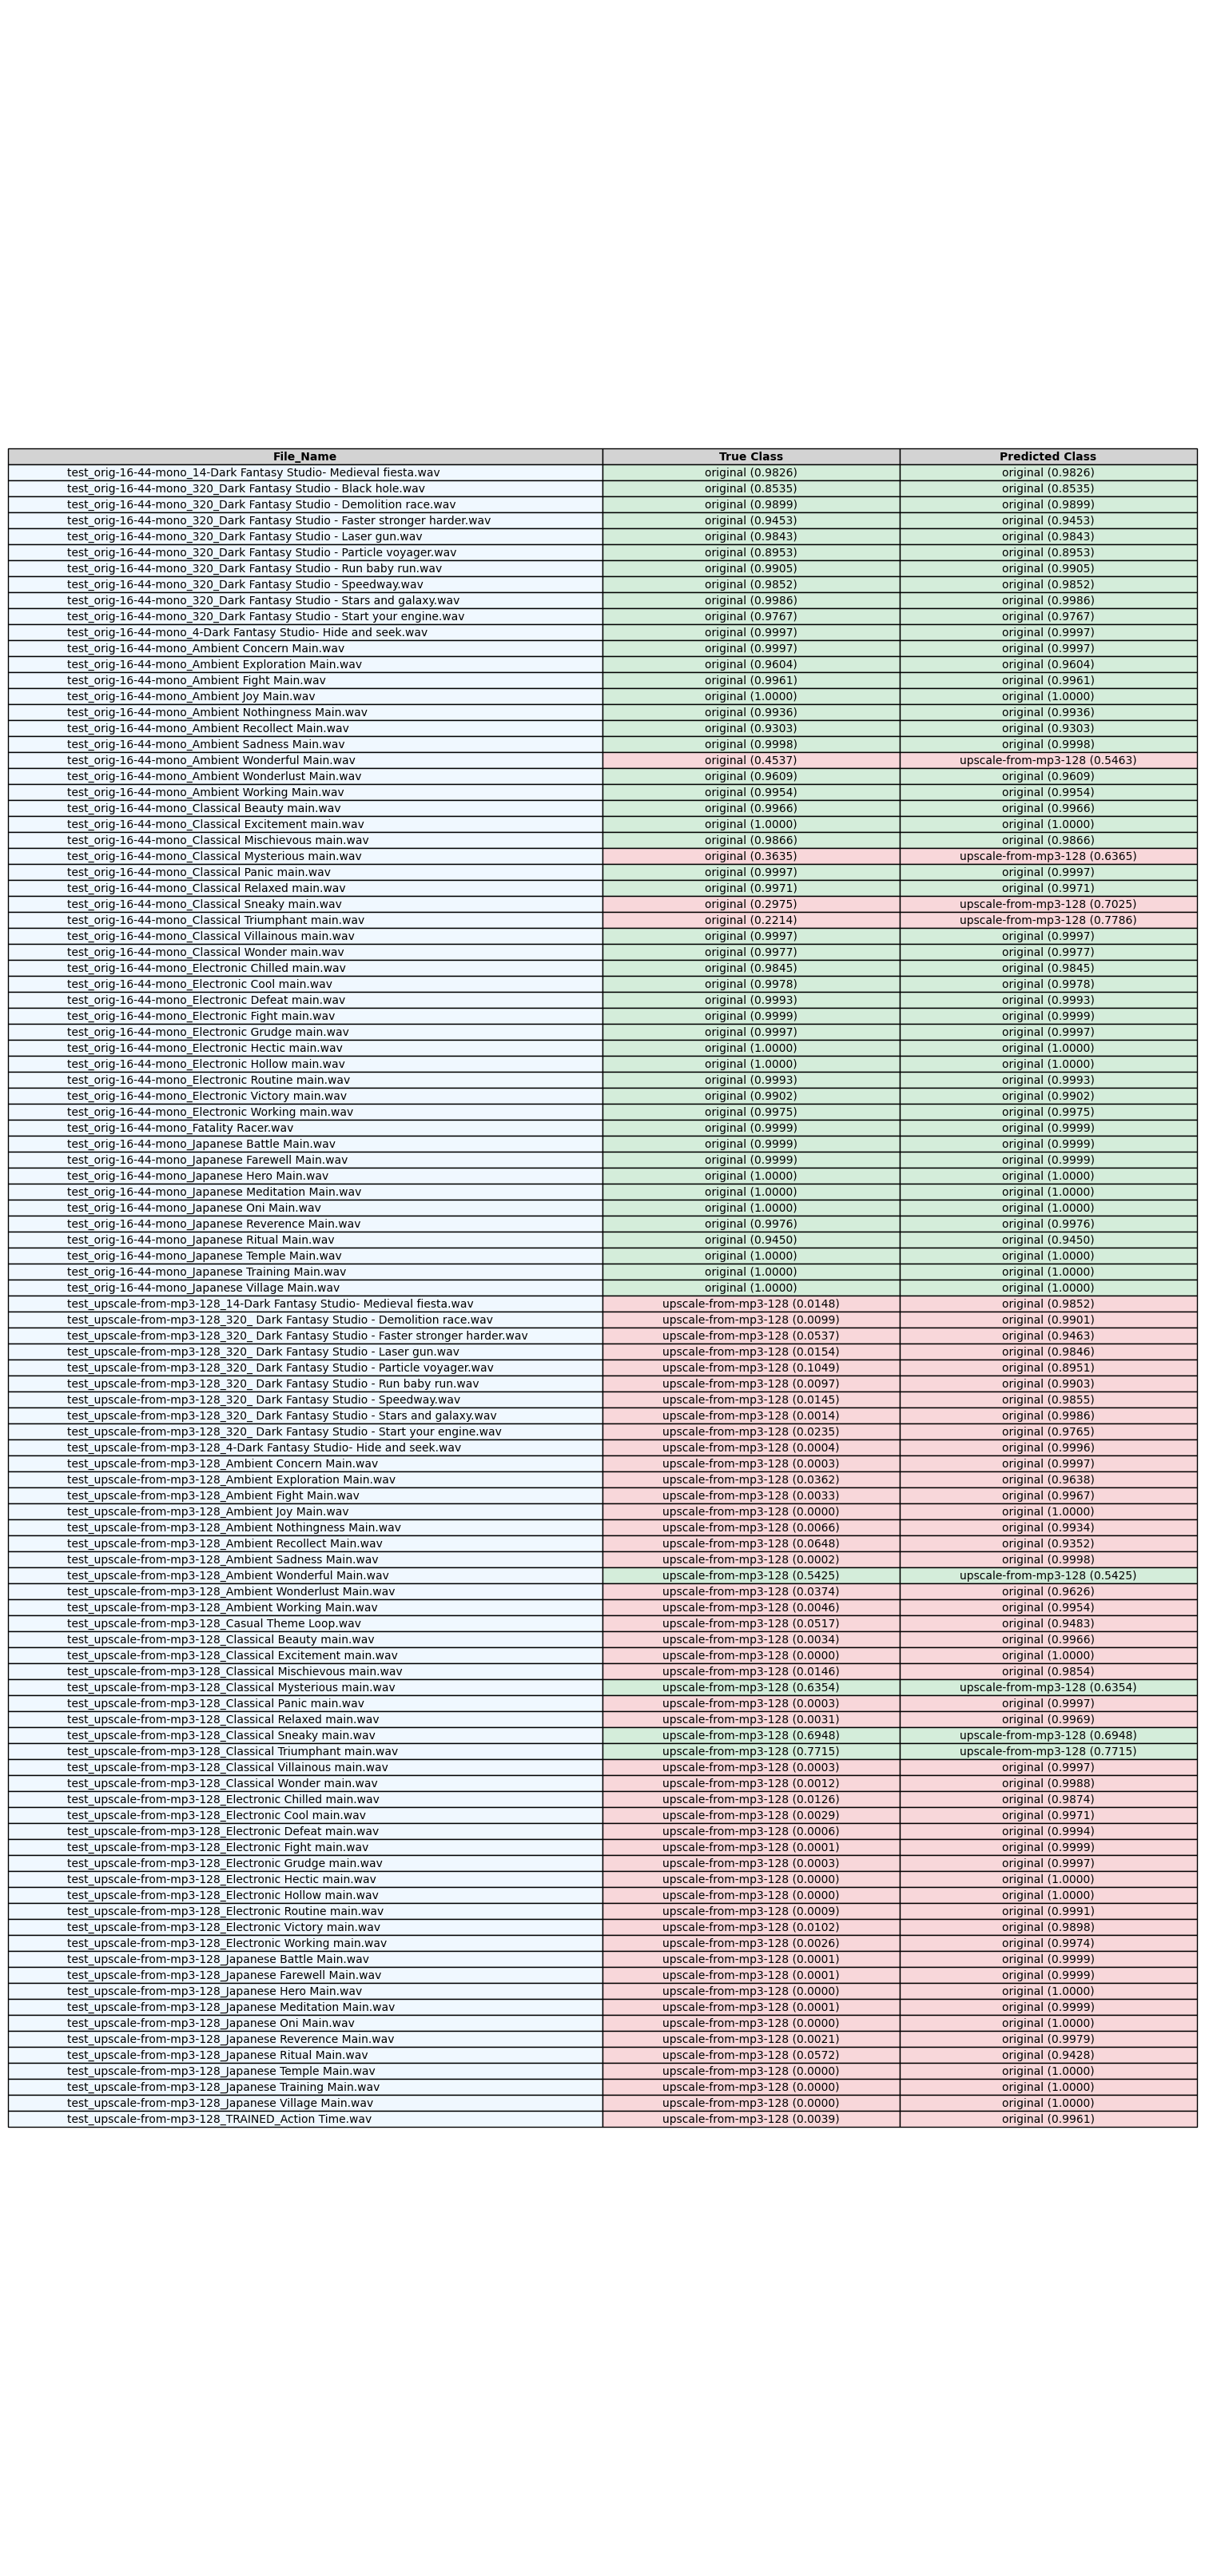 File_Name True Class Predicted Class
test_orig-16-44-mono_14-Dark Fantasy Studio- Medieval fiesta.wav original (0.9826) original (0.9826)
test_orig-16-44-mono_320_Dark Fantasy Studio - Black hole.wav original (0.8535) original (0.8535)
test_orig-16-44-mono_320_Dark Fantasy Studio - Demolition race.wav original (0.9899) original (0.9899)
test_orig-16-44-mono_320_Dark Fantasy Studio - Faster stronger harder.wav original (0.9453) original (0.9453)
test_orig-16-44-mono_320_Dark Fantasy Studio - Laser gun.wav original (0.9843) original (0.9843)
test_orig-16-44-mono_320_Dark Fantasy Studio - Particle voyager.wav original (0.8953) original (0.8953)
test_orig-16-44-mono_320_Dark Fantasy Studio - Run baby run.wav original (0.9905) original (0.9905)
test_orig-16-44-mono_320_Dark Fantasy Studio - Speedway.wav original (0.9852) original (0.9852)
test_orig-16-44-mono_320_Dark Fantasy Studio - Stars and galaxy.wav original (0.9986) original (0.9986)
test_orig-16-44-mono_320_Dark Fantasy Studio - Start your engine.wav original (0.9767) original (0.9767)
test_orig-16-44-mono_4-Dark Fantasy Studio- Hide and seek.wav original (0.9997) original (0.9997)
test_orig-16-44-mono_Ambient Concern Main.wav original (0.9997) original (0.9997)
test_orig-16-44-mono_Ambient Exploration Main.wav original (0.9604) original (0.9604)
test_orig-16-44-mono_Ambient Fight Main.wav original (0.9961) original (0.9961)
test_orig-16-44-mono_Ambient Joy Main.wav original (1.0000) original (1.0000)
test_orig-16-44-mono_Ambient Nothingness Main.wav original (0.9936) original (0.9936)
test_orig-16-44-mono_Ambient Recollect Main.wav original (0.9303) original (0.9303)
test_orig-16-44-mono_Ambient Sadness Main.wav original (0.9998) original (0.9998)
test_orig-16-44-mono_Ambient Wonderful Main.wav original (0.4537) upscale-from-mp3-128 (0.5463)
test_orig-16-44-mono_Ambient Wonderlust Main.wav original (0.9609) original (0.9609)
test_orig-16-44-mono_Ambient Working Main.wav original (0.9954) original (0.9954)
test_orig-16-44-mono_Classical Beauty main.wav original (0.9966) original (0.9966)
test_orig-16-44-mono_Classical Excitement main.wav original (1.0000) original (1.0000)
test_orig-16-44-mono_Classical Mischievous main.wav original (0.9866) original (0.9866)
test_orig-16-44-mono_Classical Mysterious main.wav original (0.3635) upscale-from-mp3-128 (0.6365)
test_orig-16-44-mono_Classical Panic main.wav original (0.9997) original (0.9997)
test_orig-16-44-mono_Classical Relaxed main.wav original (0.9971) original (0.9971)
test_orig-16-44-mono_Classical Sneaky main.wav original (0.2975) upscale-from-mp3-128 (0.7025)
test_orig-16-44-mono_Classical Triumphant main.wav original (0.2214) upscale-from-mp3-128 (0.7786)
test_orig-16-44-mono_Classical Villainous main.wav original (0.9997) original (0.9997)
test_orig-16-44-mono_Classical Wonder main.wav original (0.9977) original (0.9977)
test_orig-16-44-mono_Electronic Chilled main.wav original (0.9845) original (0.9845)
test_orig-16-44-mono_Electronic Cool main.wav original (0.9978) original (0.9978)
test_orig-16-44-mono_Electronic Defeat main.wav original (0.9993) original (0.9993)
test_orig-16-44-mono_Electronic Fight main.wav original (0.9999) original (0.9999)
test_orig-16-44-mono_Electronic Grudge main.wav original (0.9997) original (0.9997)
test_orig-16-44-mono_Electronic Hectic main.wav original (1.0000) original (1.0000)
test_orig-16-44-mono_Electronic Hollow main.wav original (1.0000) original (1.0000)
test_orig-16-44-mono_Electronic Routine main.wav original (0.9993) original (0.9993)
test_orig-16-44-mono_Electronic Victory main.wav original (0.9902) original (0.9902)
test_orig-16-44-mono_Electronic Working main.wav original (0.9975) original (0.9975)
test_orig-16-44-mono_Fatality Racer.wav original (0.9999) original (0.9999)
test_orig-16-44-mono_Japanese Battle Main.wav original (0.9999) original (0.9999)
test_orig-16-44-mono_Japanese Farewell Main.wav original (0.9999) original (0.9999)
test_orig-16-44-mono_Japanese Hero Main.wav original (1.0000) original (1.0000)
test_orig-16-44-mono_Japanese Meditation Main.wav original (1.0000) original (1.0000)
test_orig-16-44-mono_Japanese Oni Main.wav original (1.0000) original (1.0000)
test_orig-16-44-mono_Japanese Reverence Main.wav original (0.9976) original (0.9976)
test_orig-16-44-mono_Japanese Ritual Main.wav original (0.9450) original (0.9450)
test_orig-16-44-mono_Japanese Temple Main.wav original (1.0000) original (1.0000)
test_orig-16-44-mono_Japanese Training Main.wav original (1.0000) original (1.0000)
test_orig-16-44-mono_Japanese Village Main.wav original (1.0000) original (1.0000)
test_upscale-from-mp3-128_14-Dark Fantasy Studio- Medieval fiesta.wav upscale-from-mp3-128 (0.0148) original (0.9852)
test_upscale-from-mp3-128_320_ Dark Fantasy Studio - Demolition race.wav upscale-from-mp3-128 (0.0099) original (0.9901)
test_upscale-from-mp3-128_320_ Dark Fantasy Studio - Faster stronger harder.wav upscale-from-mp3-128 (0.0537) original (0.9463)
test_upscale-from-mp3-128_320_ Dark Fantasy Studio - Laser gun.wav upscale-from-mp3-128 (0.0154) original (0.9846)
test_upscale-from-mp3-128_320_ Dark Fantasy Studio - Particle voyager.wav upscale-from-mp3-128 (0.1049) original (0.8951)
test_upscale-from-mp3-128_320_ Dark Fantasy Studio - Run baby run.wav upscale-from-mp3-128 (0.0097) original (0.9903)
test_upscale-from-mp3-128_320_ Dark Fantasy Studio - Speedway.wav upscale-from-mp3-128 (0.0145) original (0.9855)
test_upscale-from-mp3-128_320_ Dark Fantasy Studio - Stars and galaxy.wav upscale-from-mp3-128 (0.0014) original (0.9986)
test_upscale-from-mp3-128_320_ Dark Fantasy Studio - Start your engine.wav upscale-from-mp3-128 (0.0235) original (0.9765)
test_upscale-from-mp3-128_4-Dark Fantasy Studio- Hide and seek.wav upscale-from-mp3-128 (0.0004) original (0.9996)
test_upscale-from-mp3-128_Ambient Concern Main.wav upscale-from-mp3-128 (0.0003) original (0.9997)
test_upscale-from-mp3-128_Ambient Exploration Main.wav upscale-from-mp3-128 (0.0362) original (0.9638)
test_upscale-from-mp3-128_Ambient Fight Main.wav upscale-from-mp3-128 (0.0033) original (0.9967)
test_upscale-from-mp3-128_Ambient Joy Main.wav upscale-from-mp3-128 (0.0000) original (1.0000)
test_upscale-from-mp3-128_Ambient Nothingness Main.wav upscale-from-mp3-128 (0.0066) original (0.9934)
test_upscale-from-mp3-128_Ambient Recollect Main.wav upscale-from-mp3-128 (0.0648) original (0.9352)
test_upscale-from-mp3-128_Ambient Sadness Main.wav upscale-from-mp3-128 (0.0002) original (0.9998)
test_upscale-from-mp3-128_Ambient Wonderful Main.wav upscale-from-mp3-128 (0.5425) upscale-from-mp3-128 (0.5425)
test_upscale-from-mp3-128_Ambient Wonderlust Main.wav upscale-from-mp3-128 (0.0374) original (0.9626)
test_upscale-from-mp3-128_Ambient Working Main.wav upscale-from-mp3-128 (0.0046) original (0.9954)
test_upscale-from-mp3-128_Casual Theme Loop.wav upscale-from-mp3-128 (0.0517) original (0.9483)
test_upscale-from-mp3-128_Classical Beauty main.wav upscale-from-mp3-128 (0.0034) original (0.9966)
test_upscale-from-mp3-128_Classical Excitement main.wav upscale-from-mp3-128 (0.0000) original (1.0000)
test_upscale-from-mp3-128_Classical Mischievous main.wav upscale-from-mp3-128 (0.0146) original (0.9854)
test_upscale-from-mp3-128_Classical Mysterious main.wav upscale-from-mp3-128 (0.6354) upscale-from-mp3-128 (0.6354)
test_upscale-from-mp3-128_Classical Panic main.wav upscale-from-mp3-128 (0.0003) original (0.9997)
test_upscale-from-mp3-128_Classical Relaxed main.wav upscale-from-mp3-128 (0.0031) original (0.9969)
test_upscale-from-mp3-128_Classical Sneaky main.wav upscale-from-mp3-128 (0.6948) upscale-from-mp3-128 (0.6948)
test_upscale-from-mp3-128_Classical Triumphant main.wav upscale-from-mp3-128 (0.7715) upscale-from-mp3-128 (0.7715)
test_upscale-from-mp3-128_Classical Villainous main.wav upscale-from-mp3-128 (0.0003) original (0.9997)
test_upscale-from-mp3-128_Classical Wonder main.wav upscale-from-mp3-128 (0.0012) original (0.9988)
test_upscale-from-mp3-128_Electronic Chilled main.wav upscale-from-mp3-128 (0.0126) original (0.9874)
test_upscale-from-mp3-128_Electronic Cool main.wav upscale-from-mp3-128 (0.0029) original (0.9971)
test_upscale-from-mp3-128_Electronic Defeat main.wav upscale-from-mp3-128 (0.0006) original (0.9994)
test_upscale-from-mp3-128_Electronic Fight main.wav upscale-from-mp3-128 (0.0001) original (0.9999)
test_upscale-from-mp3-128_Electronic Grudge main.wav upscale-from-mp3-128 (0.0003) original (0.9997)
test_upscale-from-mp3-128_Electronic Hectic main.wav upscale-from-mp3-128 (0.0000) original (1.0000)
test_upscale-from-mp3-128_Electronic Hollow main.wav upscale-from-mp3-128 (0.0000) original (1.0000)
test_upscale-from-mp3-128_Electronic Routine main.wav upscale-from-mp3-128 (0.0009) original (0.9991)
test_upscale-from-mp3-128_Electronic Victory main.wav upscale-from-mp3-128 (0.0102) original (0.9898)
test_upscale-from-mp3-128_Electronic Working main.wav upscale-from-mp3-128 (0.0026) original (0.9974)
test_upscale-from-mp3-128_Japanese Battle Main.wav upscale-from-mp3-128 (0.0001) original (0.9999)
test_upscale-from-mp3-128_Japanese Farewell Main.wav upscale-from-mp3-128 (0.0001) original (0.9999)
test_upscale-from-mp3-128_Japanese Hero Main.wav upscale-from-mp3-128 (0.0000) original (1.0000)
test_upscale-from-mp3-128_Japanese Meditation Main.wav upscale-from-mp3-128 (0.0001) original (0.9999)
test_upscale-from-mp3-128_Japanese Oni Main.wav upscale-from-mp3-128 (0.0000) original (1.0000)
test_upscale-from-mp3-128_Japanese Reverence Main.wav upscale-from-mp3-128 (0.0021) original (0.9979)
test_upscale-from-mp3-128_Japanese Ritual Main.wav upscale-from-mp3-128 (0.0572) original (0.9428)
test_upscale-from-mp3-128_Japanese Temple Main.wav upscale-from-mp3-128 (0.0000) original (1.0000)
test_upscale-from-mp3-128_Japanese Training Main.wav upscale-from-mp3-128 (0.0000) original (1.0000)
test_upscale-from-mp3-128_Japanese Village Main.wav upscale-from-mp3-128 (0.0000) original (1.0000)
test_upscale-from-mp3-128_TRAINED_Action Time.wav upscale-from-mp3-128 (0.0039) original (0.9961)